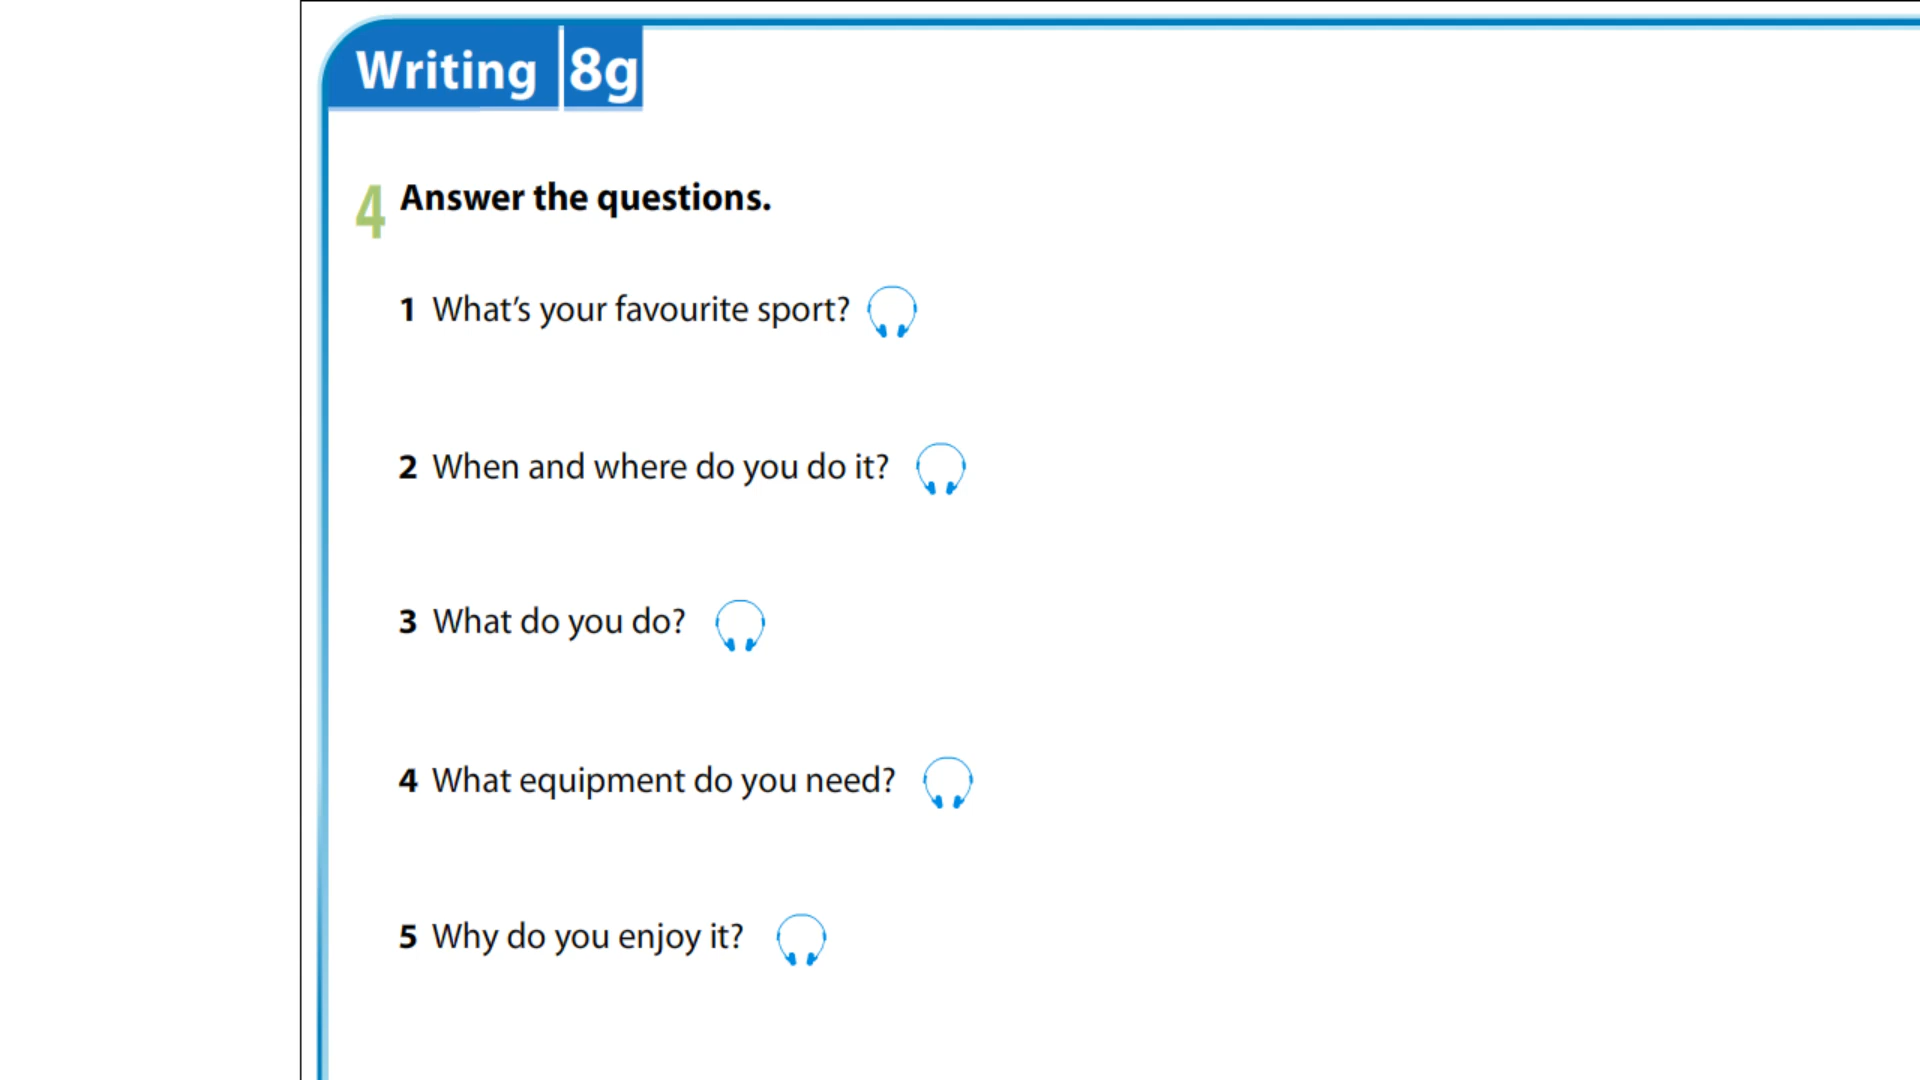 Writing 8g
4 Answer the questions.
1 What's your favourite sport?
2 When and where do you do it?
3 What do you do?
4 What equipment do you need?
5 Why do you enjoy it?